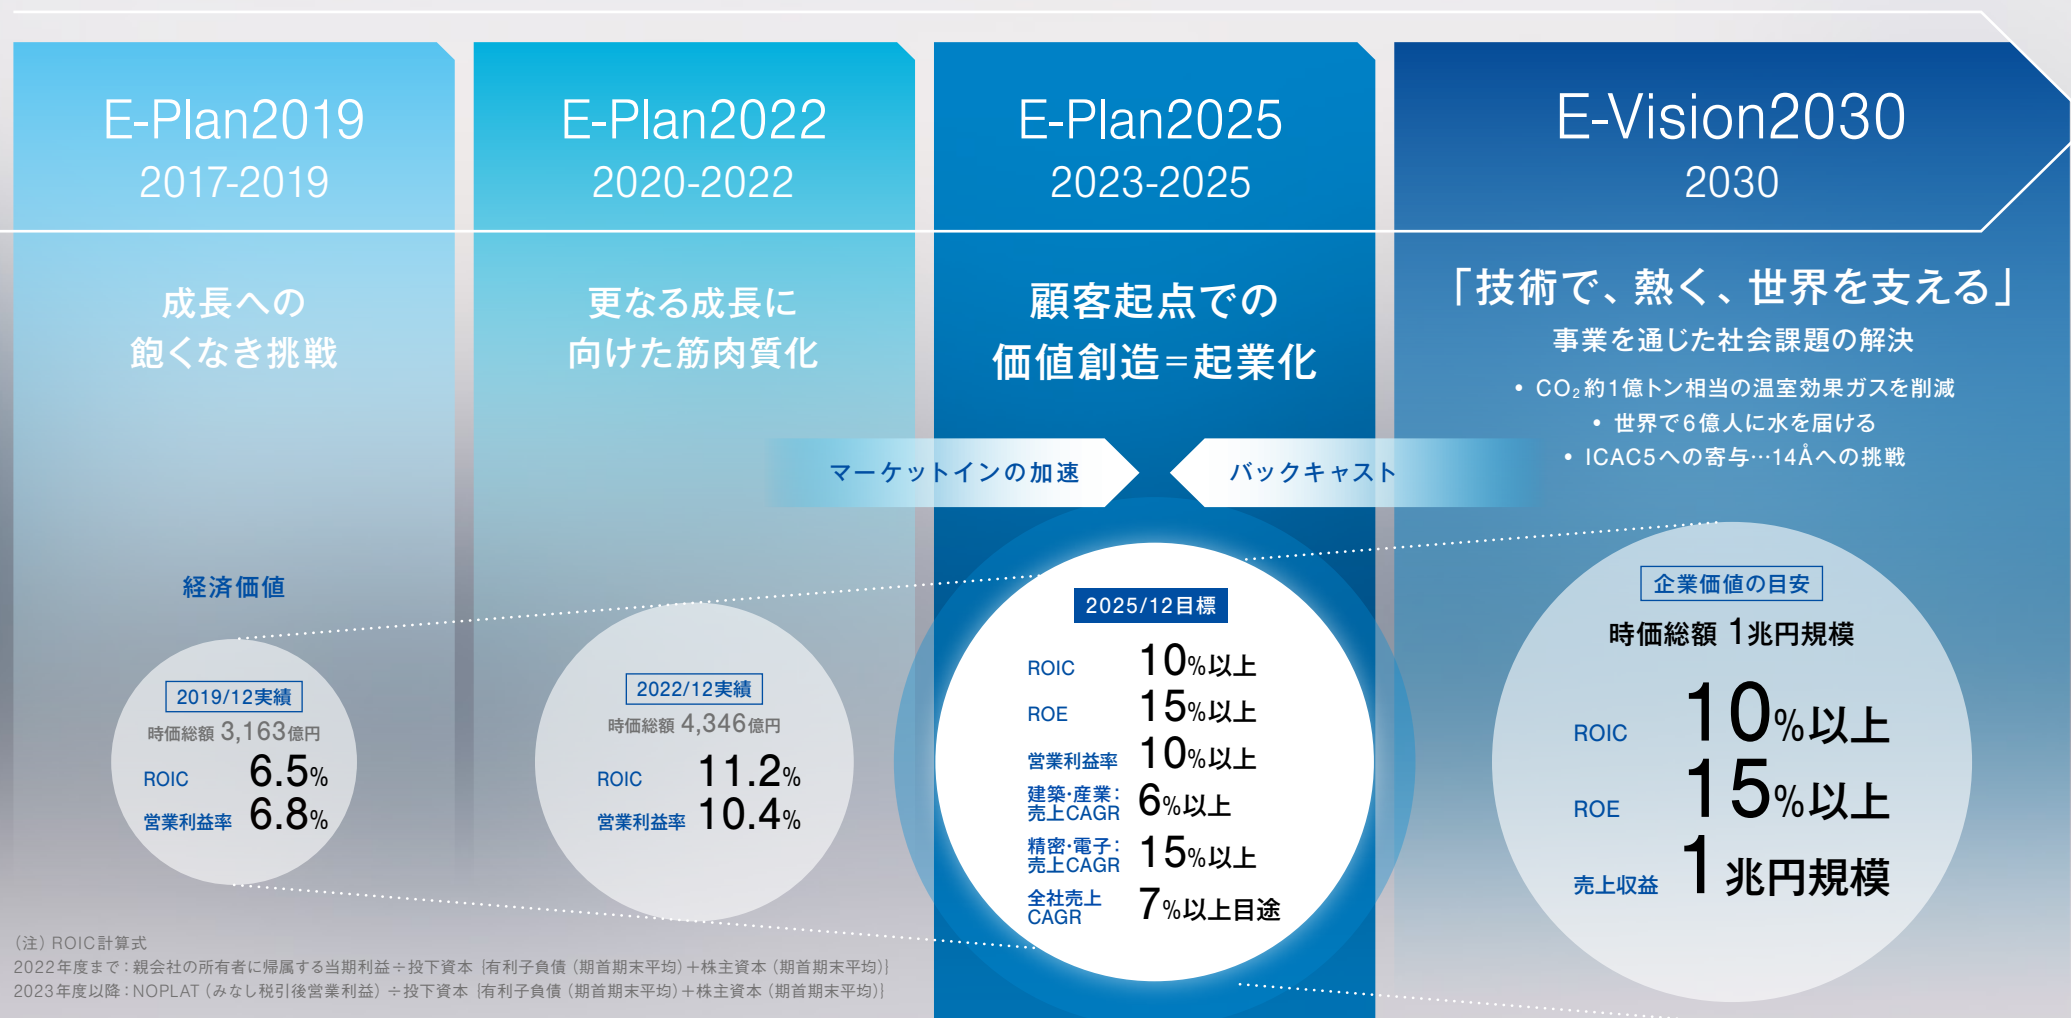 E-Plan2019
2017-2019
成長への
飽くなき挑戦
経済価値
2019/12実績
時価総額 3,163億円
ROIC 6.5%
営業利益率 6.8%
E-Plan2022
2020-2022
更なる成長に
向けた筋肉質化
2022/12実績
時価総額 4,346億円
ROIC 11.2%
営業利益率 10.4%
E-Plan2025
2023-2025
顧客起点での
価値創造=起業化
マーケットインの加速
バックキャスト
2025/12目標
ROIC 10%以上
ROE 15%以上
営業利益率 10%以上
建築・産業:
売上CAGR 6%以上
精密・電子:
売上CAGR 15%以上
全社売上
CAGR 7%以上目途
E-Vision2030
2030
「技術で、熱く、世界を支える」
事業を通じた社会課題の解決
• CO₂約1億トン相当の温室効果ガスを削減
• 世界で6億人に水を届ける
• ICAC5への寄与…14Åへの挑戦
企業価値の目安
時価総額 1兆円規模
ROIC 10%以上
ROE 15%以上
売上収益 1兆円規模
(注) ROIC計算式
2022年度まで:親会社の所有者に帰属する当期利益÷投下資本 {有利子負債(期首期末平均)+株主資本(期首期末平均)}
2023年度以降:NOPLAT(みなし税引後営業利益)÷投下資本 {有利子負債(期首期末平均)+株主資本(期首期末平均)}